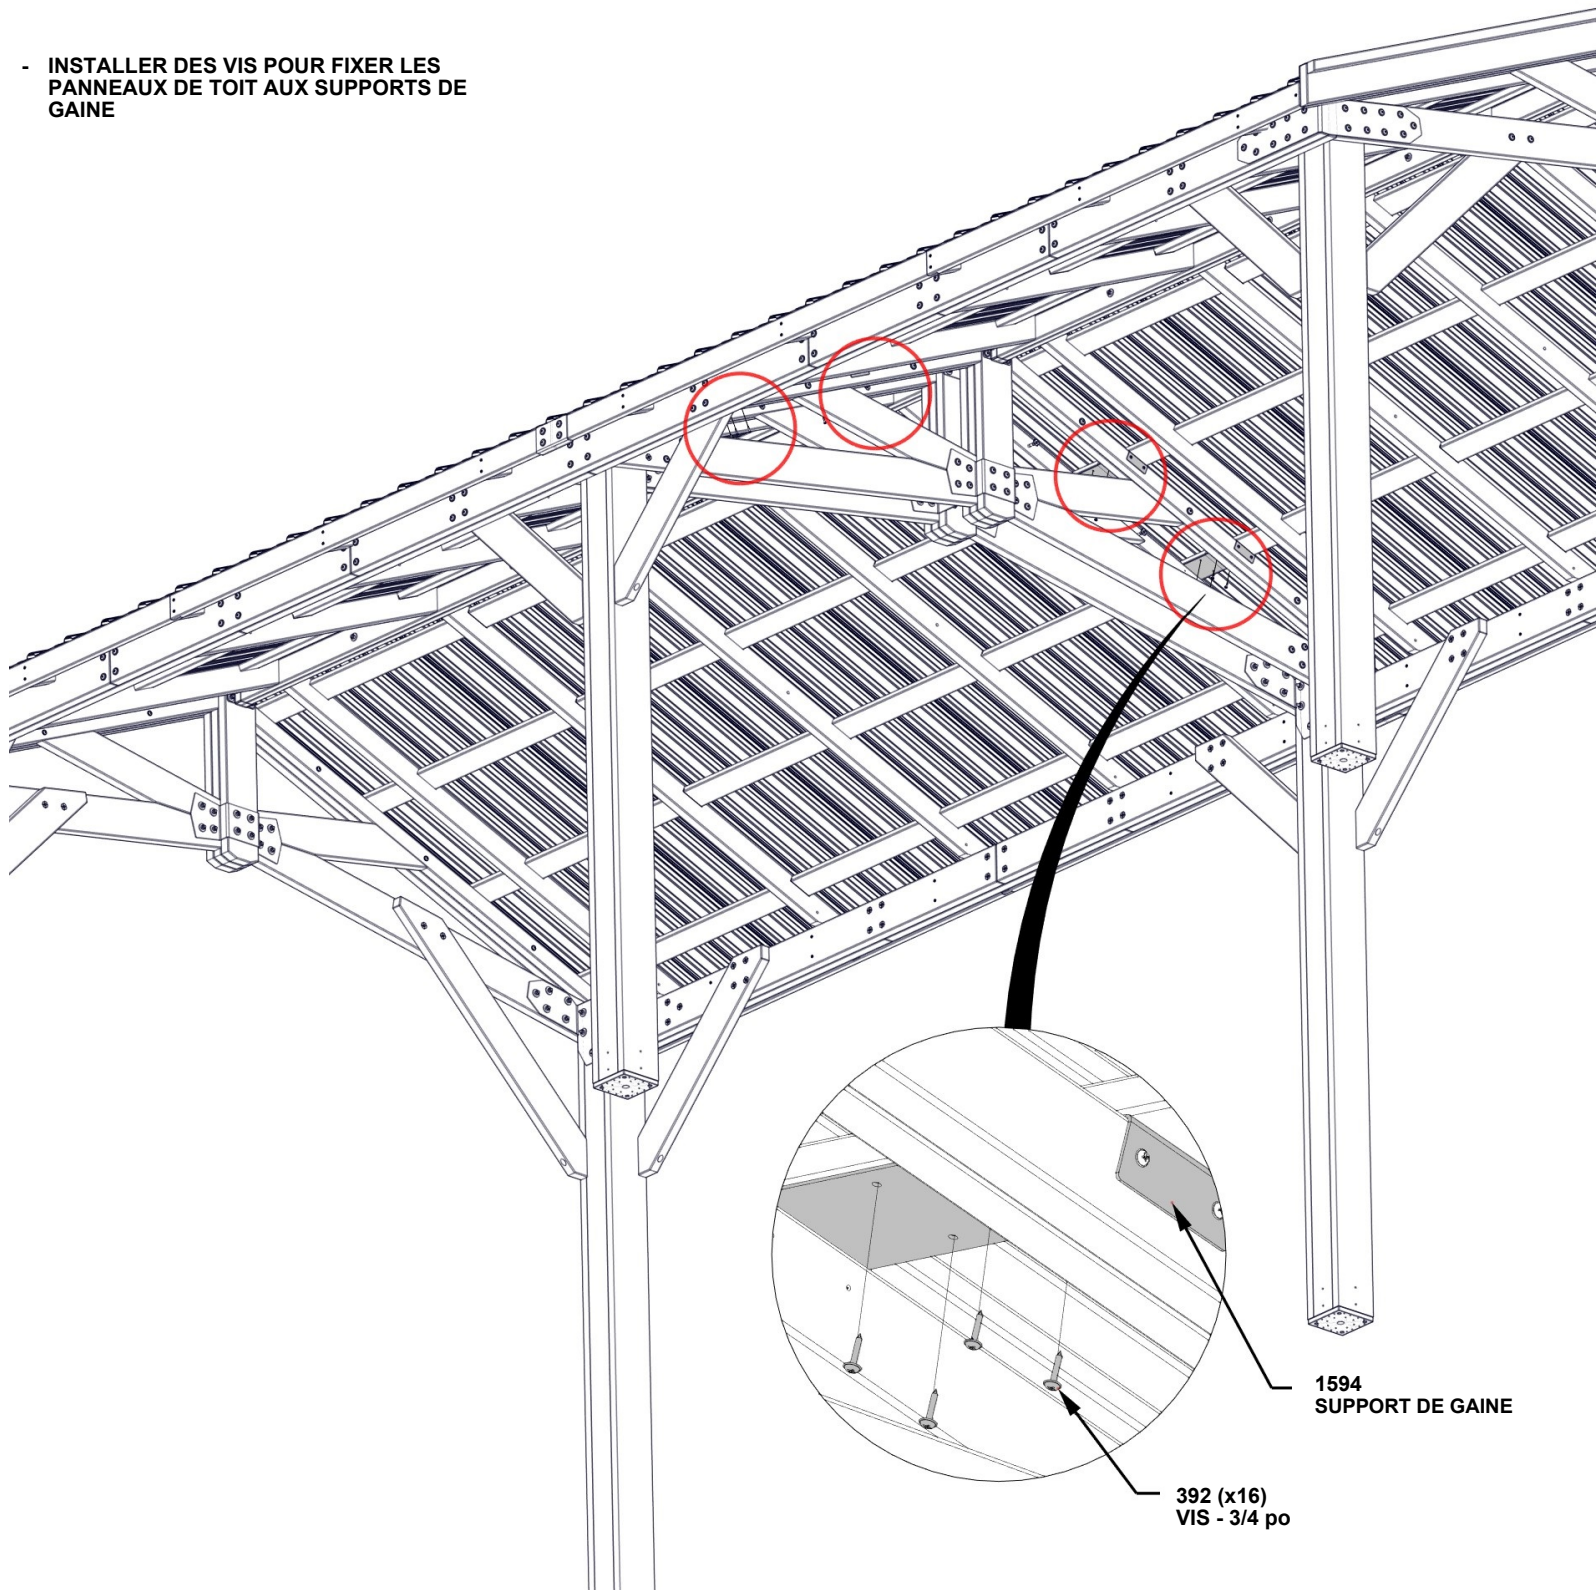 - INSTALLER DES VIS POUR FIXER LES
PANNEAUX DE TOIT AUX SUPPORTS DE
GAINE
1594
SUPPORT DE GAINE
392 (x16)
VIS - 3/4 po